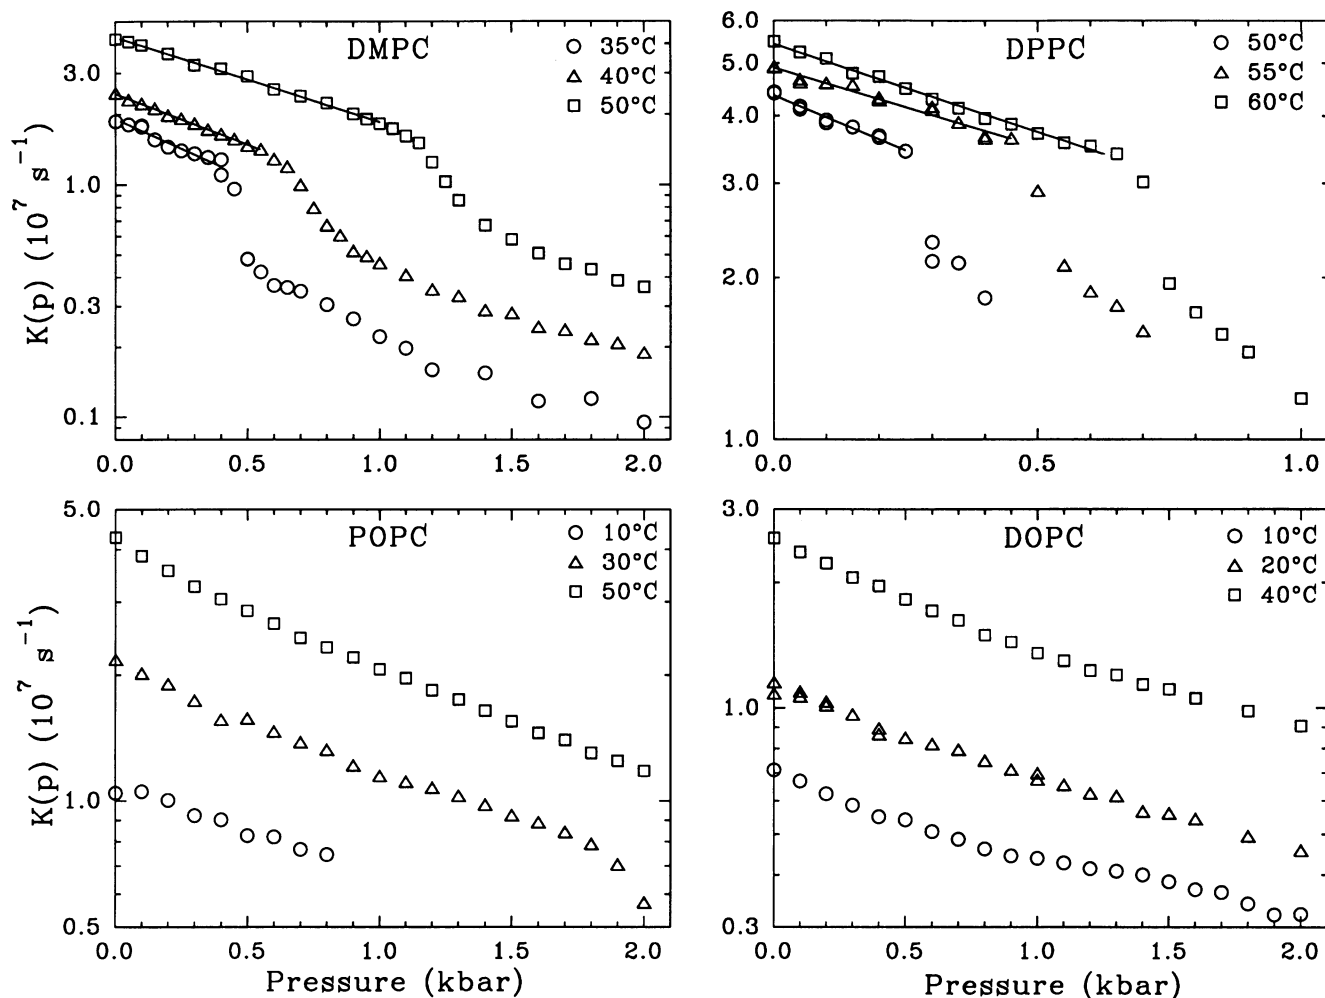 DMPC
35°C
40°C
50°C
3.0
1.0
0.3
0.1
K(p) (10⁷ s⁻¹)
0.0 0.5 1.0 1.5 2.0
DPPC
50°C
55°C
60°C
6.0
5.0
4.0
3.0
2.0
1.0
0.0 0.5 1.0
POPC
10°C
30°C
50°C
5.0
1.0
0.5
K(p) (10⁷ s⁻¹)
0.0 0.5 1.0 1.5 2.0
Pressure (kbar)
DOPC
10°C
20°C
40°C
3.0
1.0
0.3
0.0 0.5 1.0 1.5 2.0
Pressure (kbar)